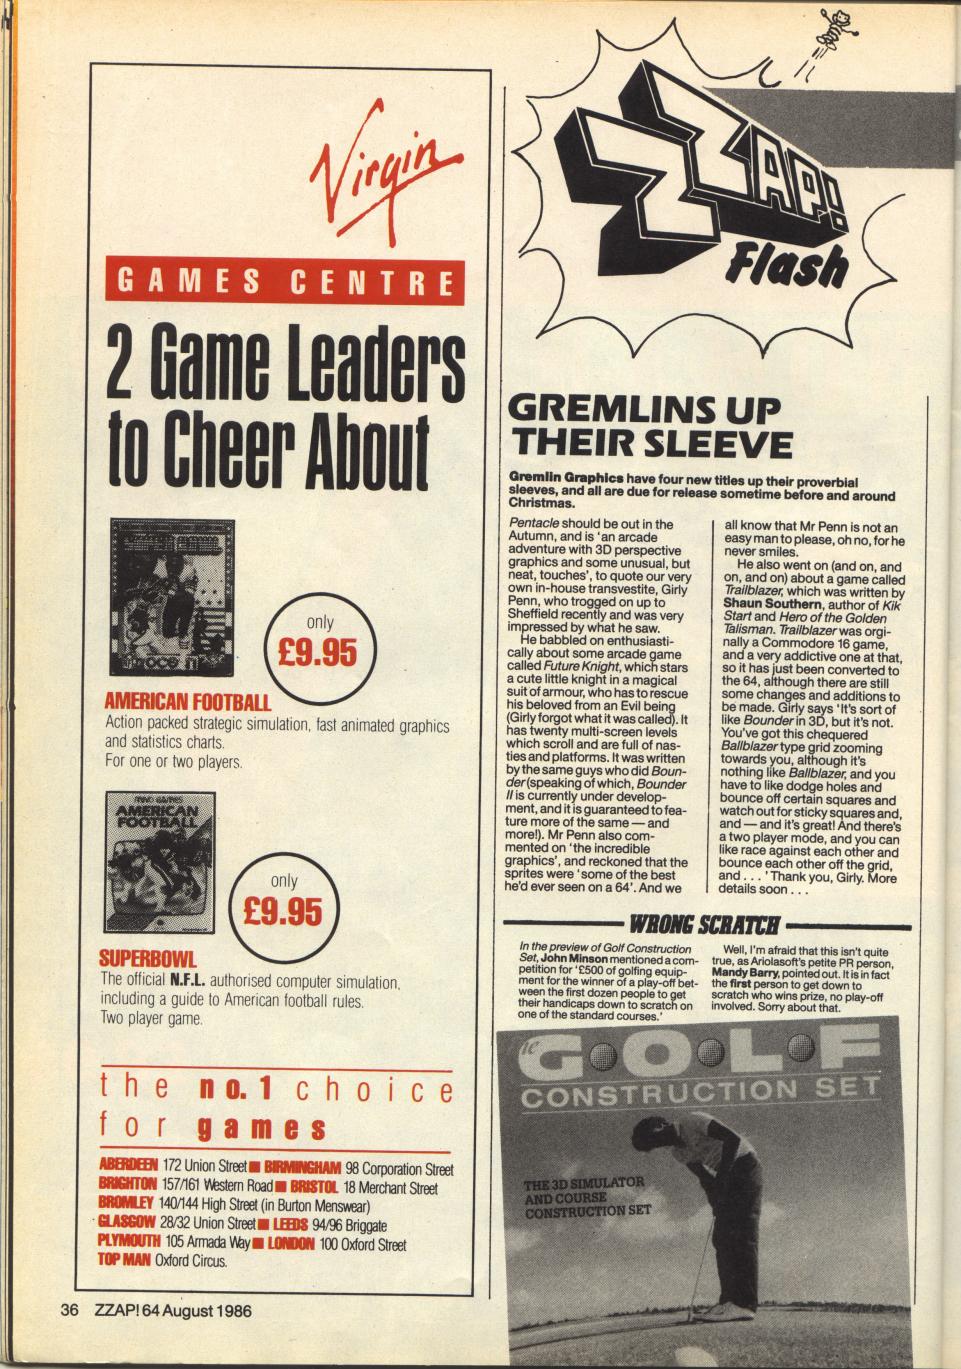 Virgin
GAMES CENTRE
2 Game Leaders
to Cheer About
only
£9.95
AMERICAN FOOTBALL
Action packed strategic simulation, fast animated graphics
and statistics charts.
For one or two players.
MIND GAMES
AMERICAN
FOOTBALL
only
£9.95
SUPERBOWL
The official N.F.L. authorised computer simulation,
including a guide to American football rules.
Two player game.
the no.1 choice
for games
ABERDEEN 172 Union Street ■ BIRMINGHAM 98 Corporation Street
BRIGHTON 157/161 Western Road ■ BRISTOL 18 Merchant Street
BROMLEY 140/144 High Street (in Burton Menswear)
GLASGOW 28/32 Union Street ■ LEEDS 94/96 Briggate
PLYMOUTH 105 Armada Way ■ LONDON 100 Oxford Street
TOP MAN Oxford Circus.
36 ZZAP! 64 August 1986
ZZAP!
Flash
GREMLINS UP
THEIR SLEEVE
Gremlin Graphics have four new titles up their proverbial
sleeves, and all are due for release sometime before and around
Christmas.
Pentacle should be out in the
Autumn, and is 'an arcade
adventure with 3D perspective
graphics and some unusual, but
neat, touches', to quote our very
own in-house transvestite, Girly
Penn, who trogged on up to
Sheffield recently and was very
impressed by what he saw.
He babbled on enthusiasti-
cally about some arcade game
called Future Knight, which stars
a cute little knight in a magical
suit of armour, who has to rescue
his beloved from an Evil being
(Girly forgot what it was called). It
has twenty multi-screen levels
which scroll and are full of nas-
ties and platforms. It was written
by the same guys who did Boun-
der (speaking of which, Bounder
II is currently under develop-
ment, and it is guaranteed to fea-
ture more of the same — and
more!). Mr Penn also com-
mented on 'the incredible
graphics', and reckoned that the
sprites were 'some of the best
he'd ever seen on a 64'. And we
all know that Mr Penn is not an
easy man to please, oh no, for he
never smiles.
He also went on (and on, and
on, and on) about a game called
Trailblazer, which was written by
Shaun Southern, author of Kik
Start and Hero of the Golden
Talisman. Trailblazer was orgi-
nally a Commodore 16 game,
and a very addictive one at that,
so it has just been converted to
the 64, although there are still
some changes and additions to
be made. Girly says 'It's sort of
like Bounder in 3D, but it's not.
You've got this chequered
Ballblazer type grid zooming
towards you, although it's
nothing like Ballblazer, and you
have to like dodge holes and
bounce off certain squares and
watch out for sticky squares and,
and — and it's great! And there's
a two player mode, and you can
like race against each other and
bounce each other off the grid,
and . . . ' Thank you, Girly. More
details soon . . .
WRONG SCRATCH
In the preview of Golf Construction
Set, John Minson mentioned a com-
petition for '£500 of golfing equip-
ment for the winner of a play-off bet-
ween the first dozen people to get
their handicaps down to scratch on
one of the standard courses.'
Well, I'm afraid that this isn't quite
true, as Ariolasoft's petite PR person,
Mandy Barry, pointed out. It is in fact
the first person to get down to
scratch who wins prize, no play-off
involved. Sorry about that.
G·O·L·F
CONSTRUCTION SET
THE 3D SIMULATOR
AND COURSE
CONSTRUCTION SET